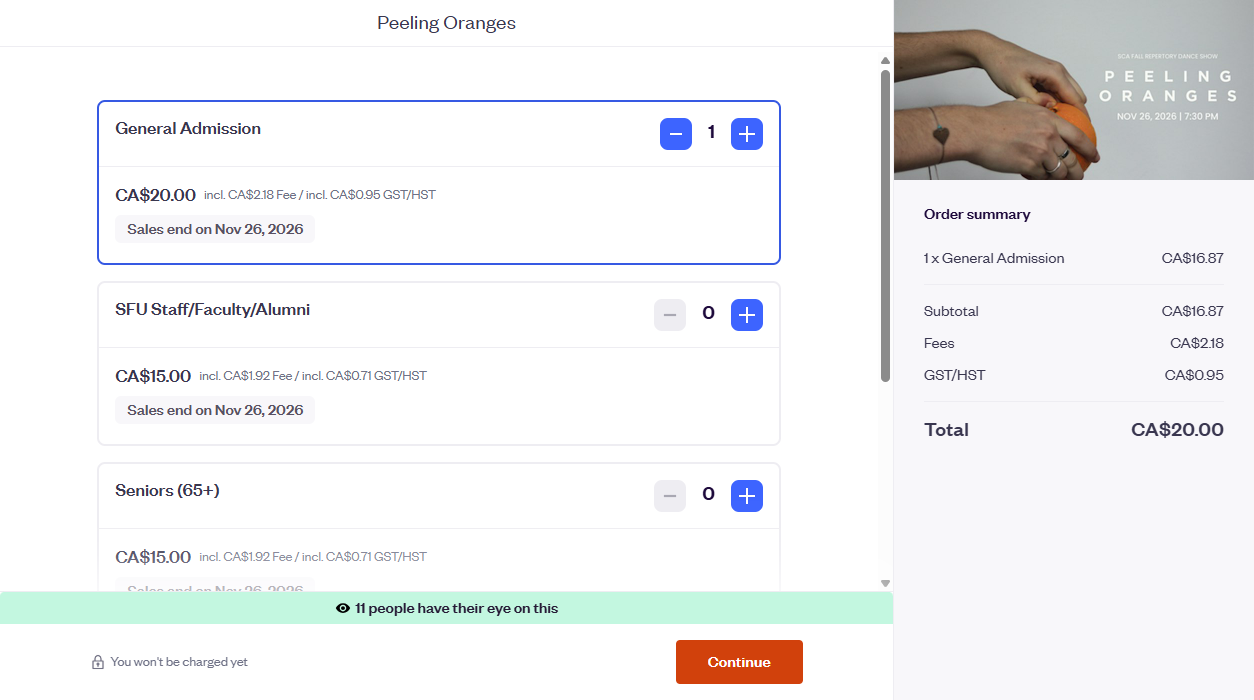 Peeling Oranges
General Admission
1
CA$20.00 incl. CA$2.18 Fee / incl. CA$0.95 GST/HST
Sales end on Nov 26, 2026
SFU Staff/Faculty/Alumni
0
CA$15.00 incl. CA$1.92 Fee / incl. CA$0.71 GST/HST
Sales end on Nov 26, 2026
Seniors (65+)
0
CA$15.00 incl. CA$1.92 Fee / incl. CA$0.71 GST/HST
Sales end on Nov 26, 2026
11 people have their eye on this
You won't be charged yet
Continue
SCA FALL REPERTORY DANCE SHOW
PEELING
ORANGES
NOV 26, 2026 | 7:30 PM
Order summary
1 x General Admission CA$16.87
Subtotal CA$16.87
Fees CA$2.18
GST/HST CA$0.95
Total CA$20.00